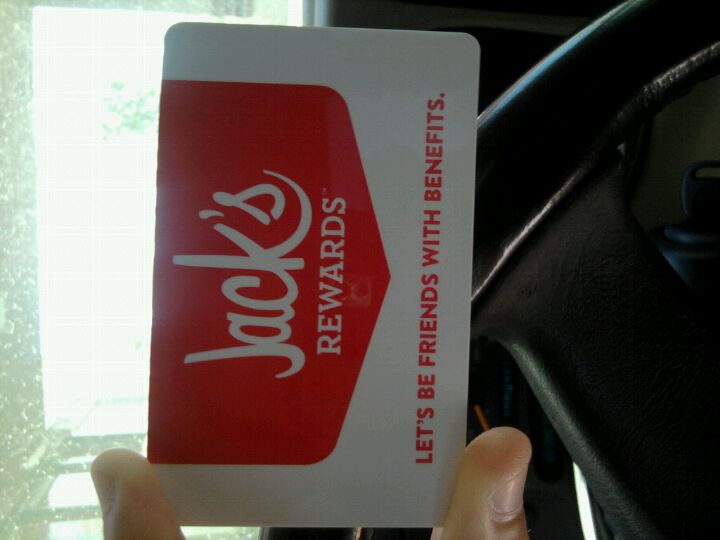 Jack's
REWARDS™
LET'S BE FRIENDS WITH BENEFITS.